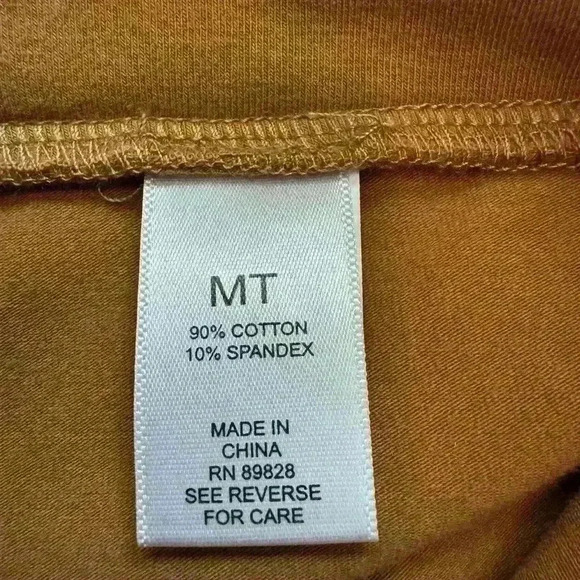 MT
90% COTTON
10% SPANDEX
MADE IN
CHINA
RN 89828
SEE REVERSE
FOR CARE